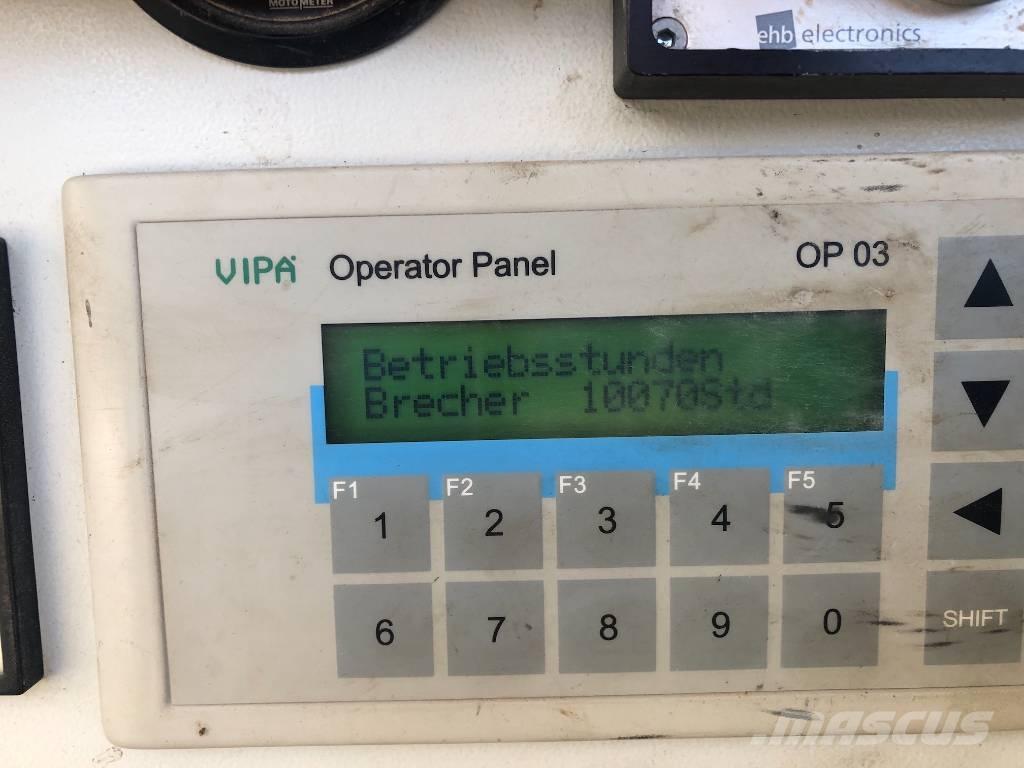 MOTOMETER
ehb electronics
VIPA Operator Panel OP 03
Betriebsstunden
Brecher 10070Std
F1 F2 F3 F4 F5
1 2 3 4 5
6 7 8 9 0
SHIFT
MASCUS